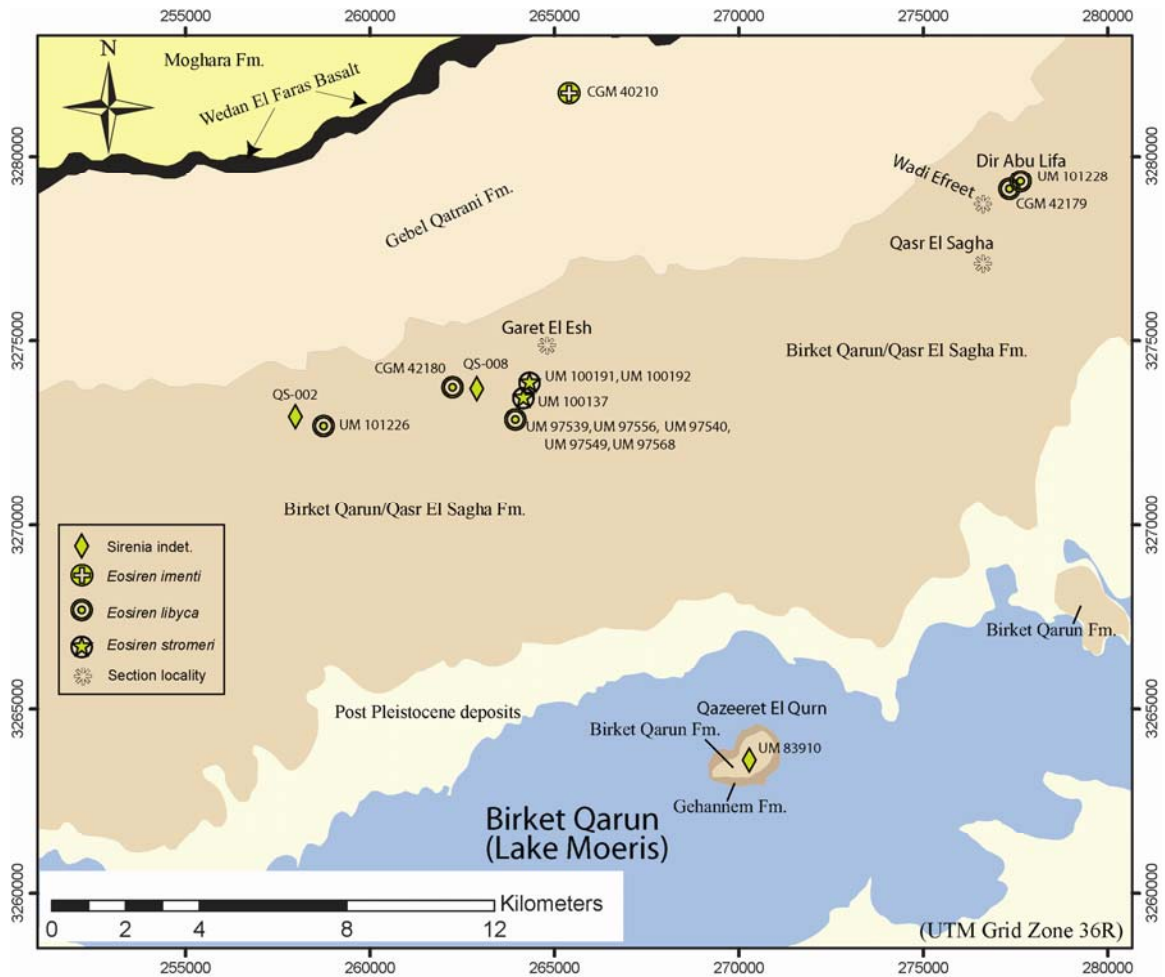 255000 260000 265000 270000 275000 280000
N
Moghara Fm.
Wedan El Faras Basalt
CGM 40210
3280000
3280000
Dir Abu Lifa
UM 101228
Wadi Efreet
CGM 42179
Gebel Qatrani Fm.
Qasr El Sagha
3275000
3275000
Garet El Esh
Birket Qarun/Qasr El Sagha Fm.
CGM 42180
QS-008
UM 100191, UM 100192
QS-002
UM 100137
UM 101226
UM 97539, UM 97556, UM 97540,
UM 97549, UM 97568
Birket Qarun/Qasr El Sagha Fm.
3270000
3270000
Sirenia indet.
Eosiren imenti
Eosiren libyca
Eosiren stromeri
Section locality
Birket Qarun Fm.
3265000
3265000
Post Pleistocene deposits
Qazeeret El Qurn
Birket Qarun Fm.
UM 83910
Gehannem Fm.
Birket Qarun
(Lake Moeris)
3260000
3260000
Kilometers
0 2 4 8 12
(UTM Grid Zone 36R)
255000 260000 265000 270000 275000 280000